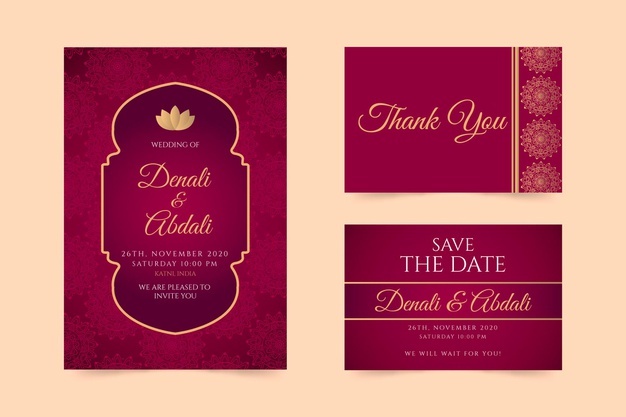 WEDDING OF
Denali
&
Abdali
26TH, NOVEMBER 2020
SATURDAY 10:00 PM
KATNI, INDIA
WE ARE PLEASED TO
INVITE YOU
Thank You
SAVE
THE DATE
Denali & Abdali
26TH, NOVEMBER 2020
SATURDAY 10:00 PM
WE WILL WAIT FOR YOU!